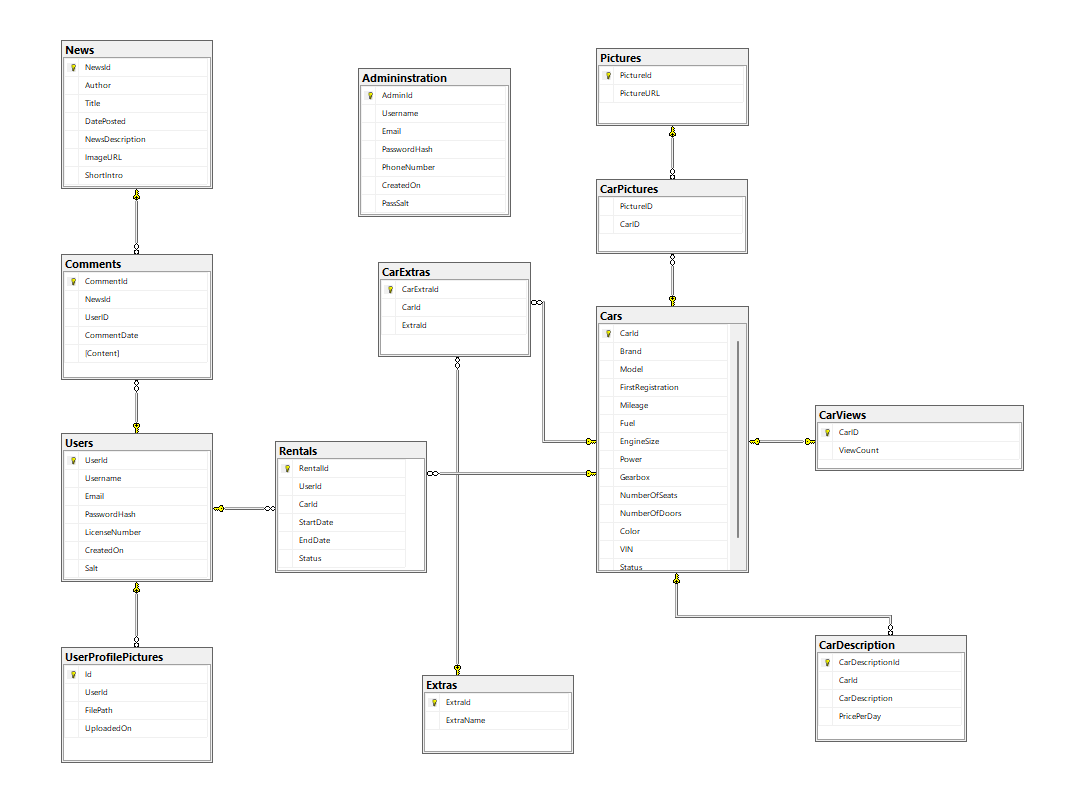 News
NewsId
Author
Title
DatePosted
NewsDescription
ImageURL
ShortIntro
Admininstration
AdminId
Username
Email
PasswordHash
PhoneNumber
CreatedOn
PassSalt
Pictures
PictureId
PictureURL
CarPictures
PictureID
CarID
Comments
CommentId
NewsId
UserID
CommentDate
[Content]
CarExtras
CarExtraId
CarId
ExtraId
Cars
CarId
Brand
Model
FirstRegistration
Mileage
Fuel
EngineSize
Power
Gearbox
NumberOfSeats
NumberOfDoors
Color
VIN
Status
CarViews
CarID
ViewCount
Users
UserId
Username
Email
PasswordHash
LicenseNumber
CreatedOn
Salt
Rentals
RentalId
UserId
CarId
StartDate
EndDate
Status
UserProfilePictures
Id
UserId
FilePath
UploadedOn
Extras
ExtraId
ExtraName
CarDescription
CarDescriptionId
CarId
CarDescription
PricePerDay